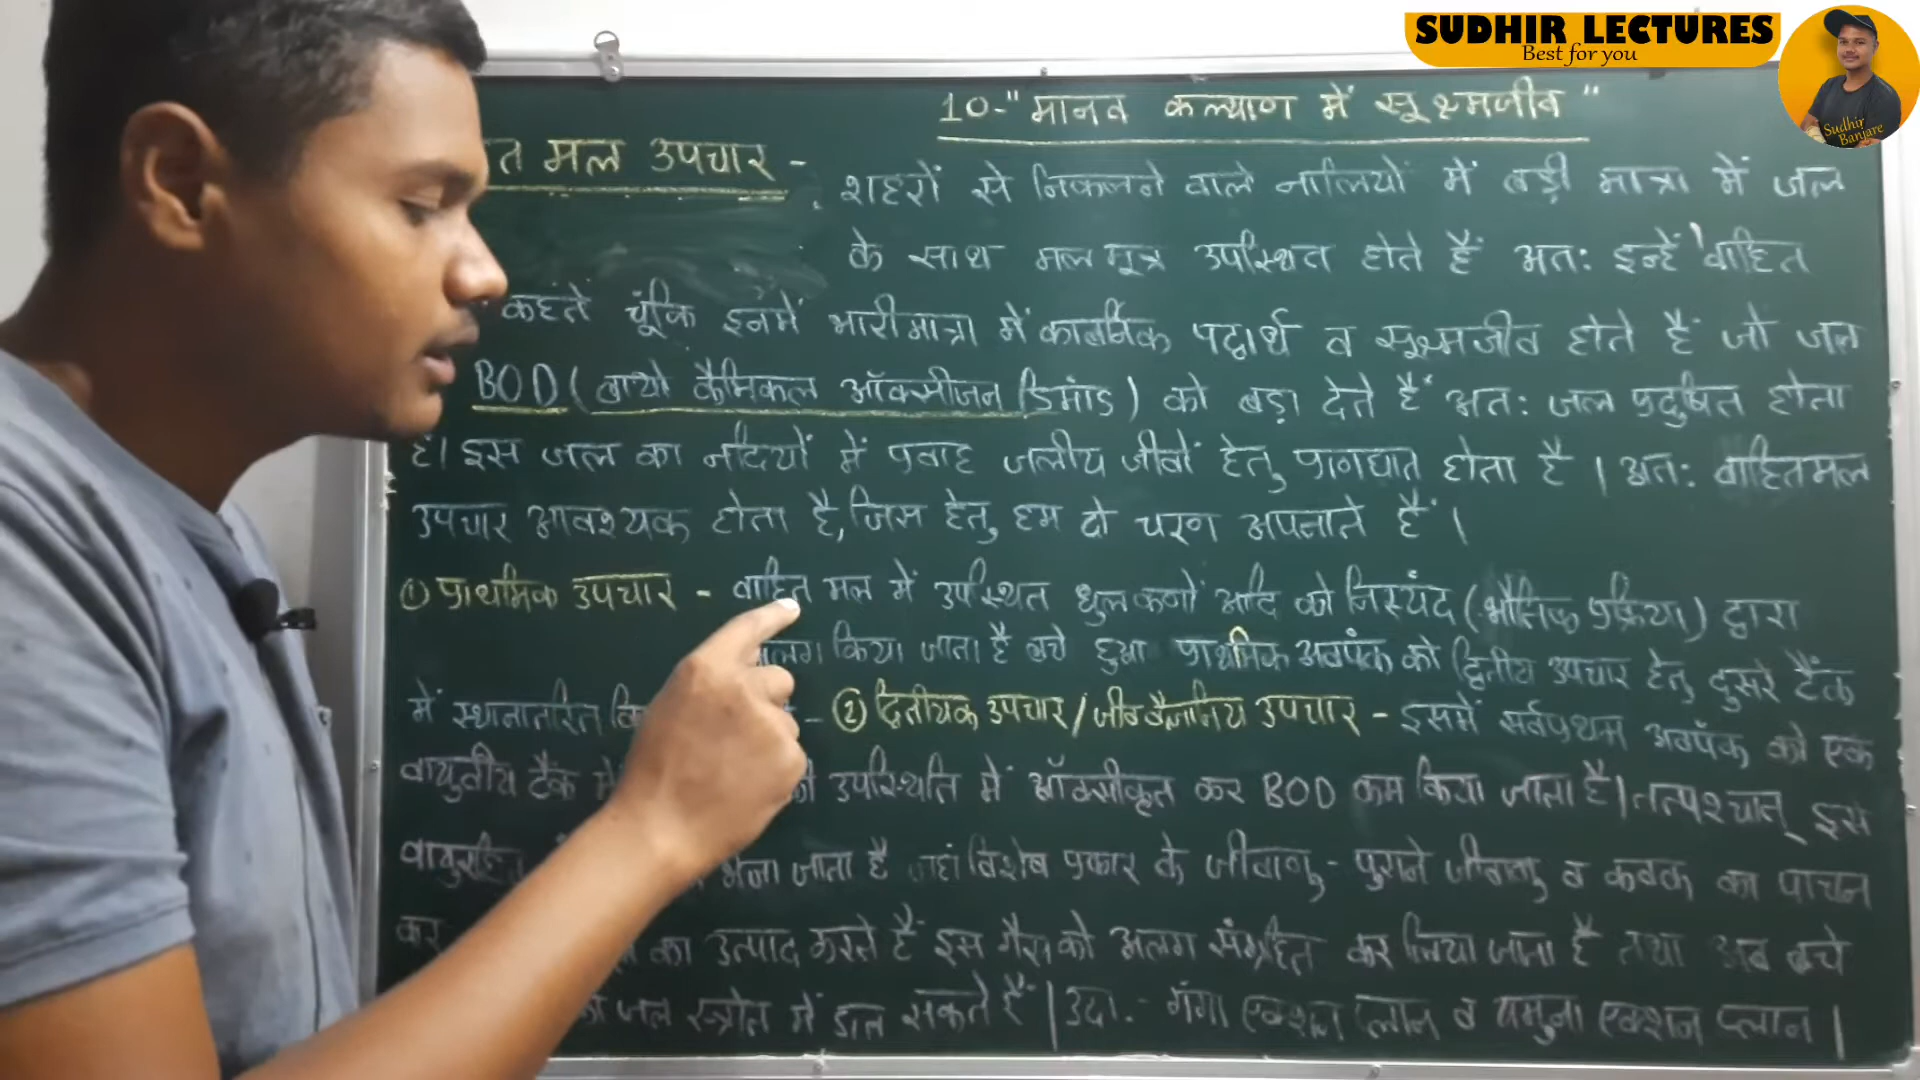 SUDHIR LECTURES
Best for you
Sudhir
Banjare
10-"मानव कल्याण में सूक्ष्मजीव"
त मल उपचार -
शहरों से निकलने वाले नालियों में बड़ी मात्रा में जल
के साथ मल मूत्र उपस्थित होते हैं अतः इन्हें 'वाहित
कहते चूंकि इनमें भारी मात्रा में कार्बनिक पदार्थ व सूक्ष्मजीव होते हैं जो जल
BOD (बायो कैमिकल ऑक्सीजन डिमांड) को बड़ा देते हैं अतः जल प्रदुषित होता
है। इस जल का नदियों में प्रवाह जलीय जीवों हेतु प्राणघात होता है। अतः वाहितमल
उपचार आवश्यक होता है, जिस हेतु हम दो चरण अपनाते हैं।
① प्राथमिक उपचार - वाहित मल में उपस्थित धुल कणों आदि को निस्यंद (भौतिक प्रक्रिया) द्वारा
किया जाता है बचे हुआ प्राथमिक अवपंक को द्वितीय उपचार हेतु दुसरे टैंक
में स्थानातरित - ② द्वितीयक उपचार / जीव वैज्ञानिय उपचार - इसमें सर्वप्रथम अवपंक को एक
वायुवीय टैंक में उपस्थिति में ऑक्सीकृत कर BOD कम किया जाता है। तत्पश्चात् इस
भेजा जाता है जहां विशेष प्रकार के जीवाणु - पुराने जीवाणु व कवक का पाचन
कर का उत्पाद करते हैं इस गैस को अलग संग्रहित कर लिया जाता है तथा अब बचे
जल स्त्रोत में डाल सकते हैं | उदा. - गंगा एक्शन प्लान व यमुना एक्शन प्लान |